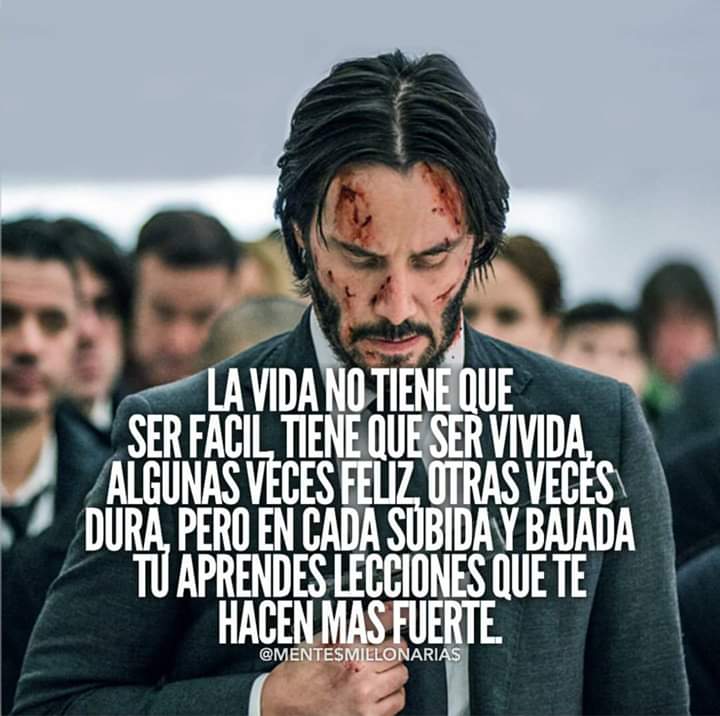 LA VIDA NO TIENE QUE
SER FACIL, TIENE QUE SER VIVIDA,
ALGUNAS VECES FELIZ, OTRAS VECES
DURA, PERO EN CADA SUBIDA Y BAJADA
TU APRENDES LECCIONES QUE TE
HACEN MAS FUERTE.
@MENTESMILLONARIAS